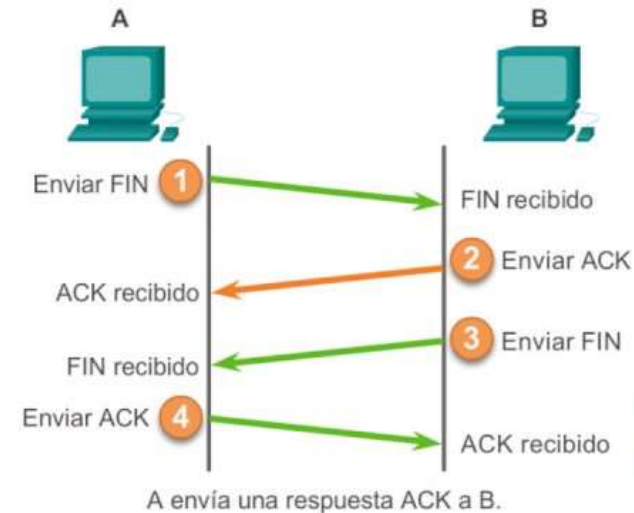 A
B
Enviar FIN 1
FIN recibido
2 Enviar ACK
ACK recibido
3 Enviar FIN
FIN recibido
Enviar ACK 4
ACK recibido
A envía una respuesta ACK a B.